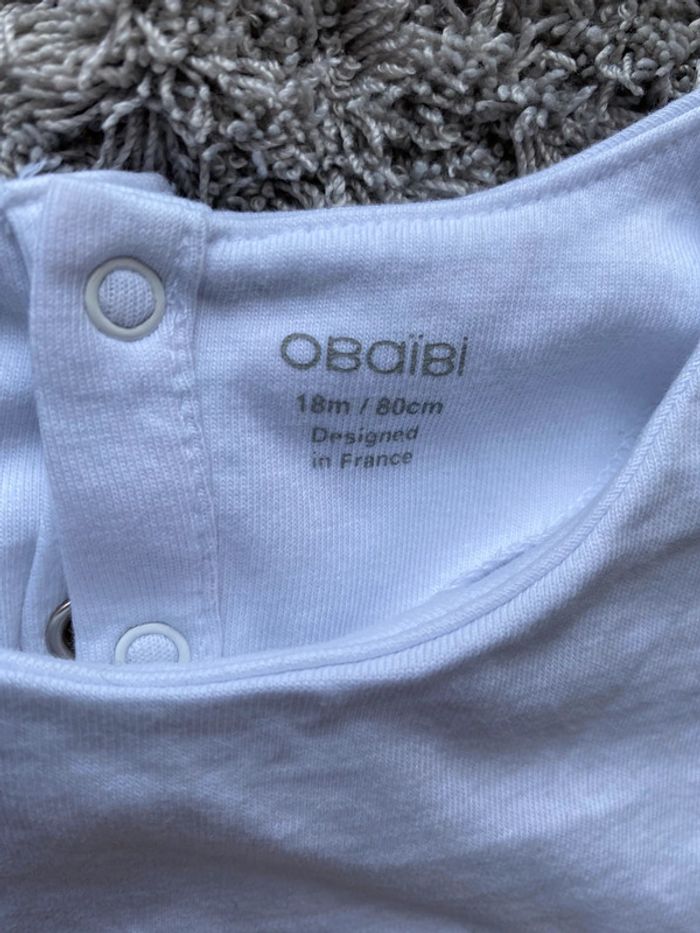 OBaïBi
18m / 80cm
Designed
in France